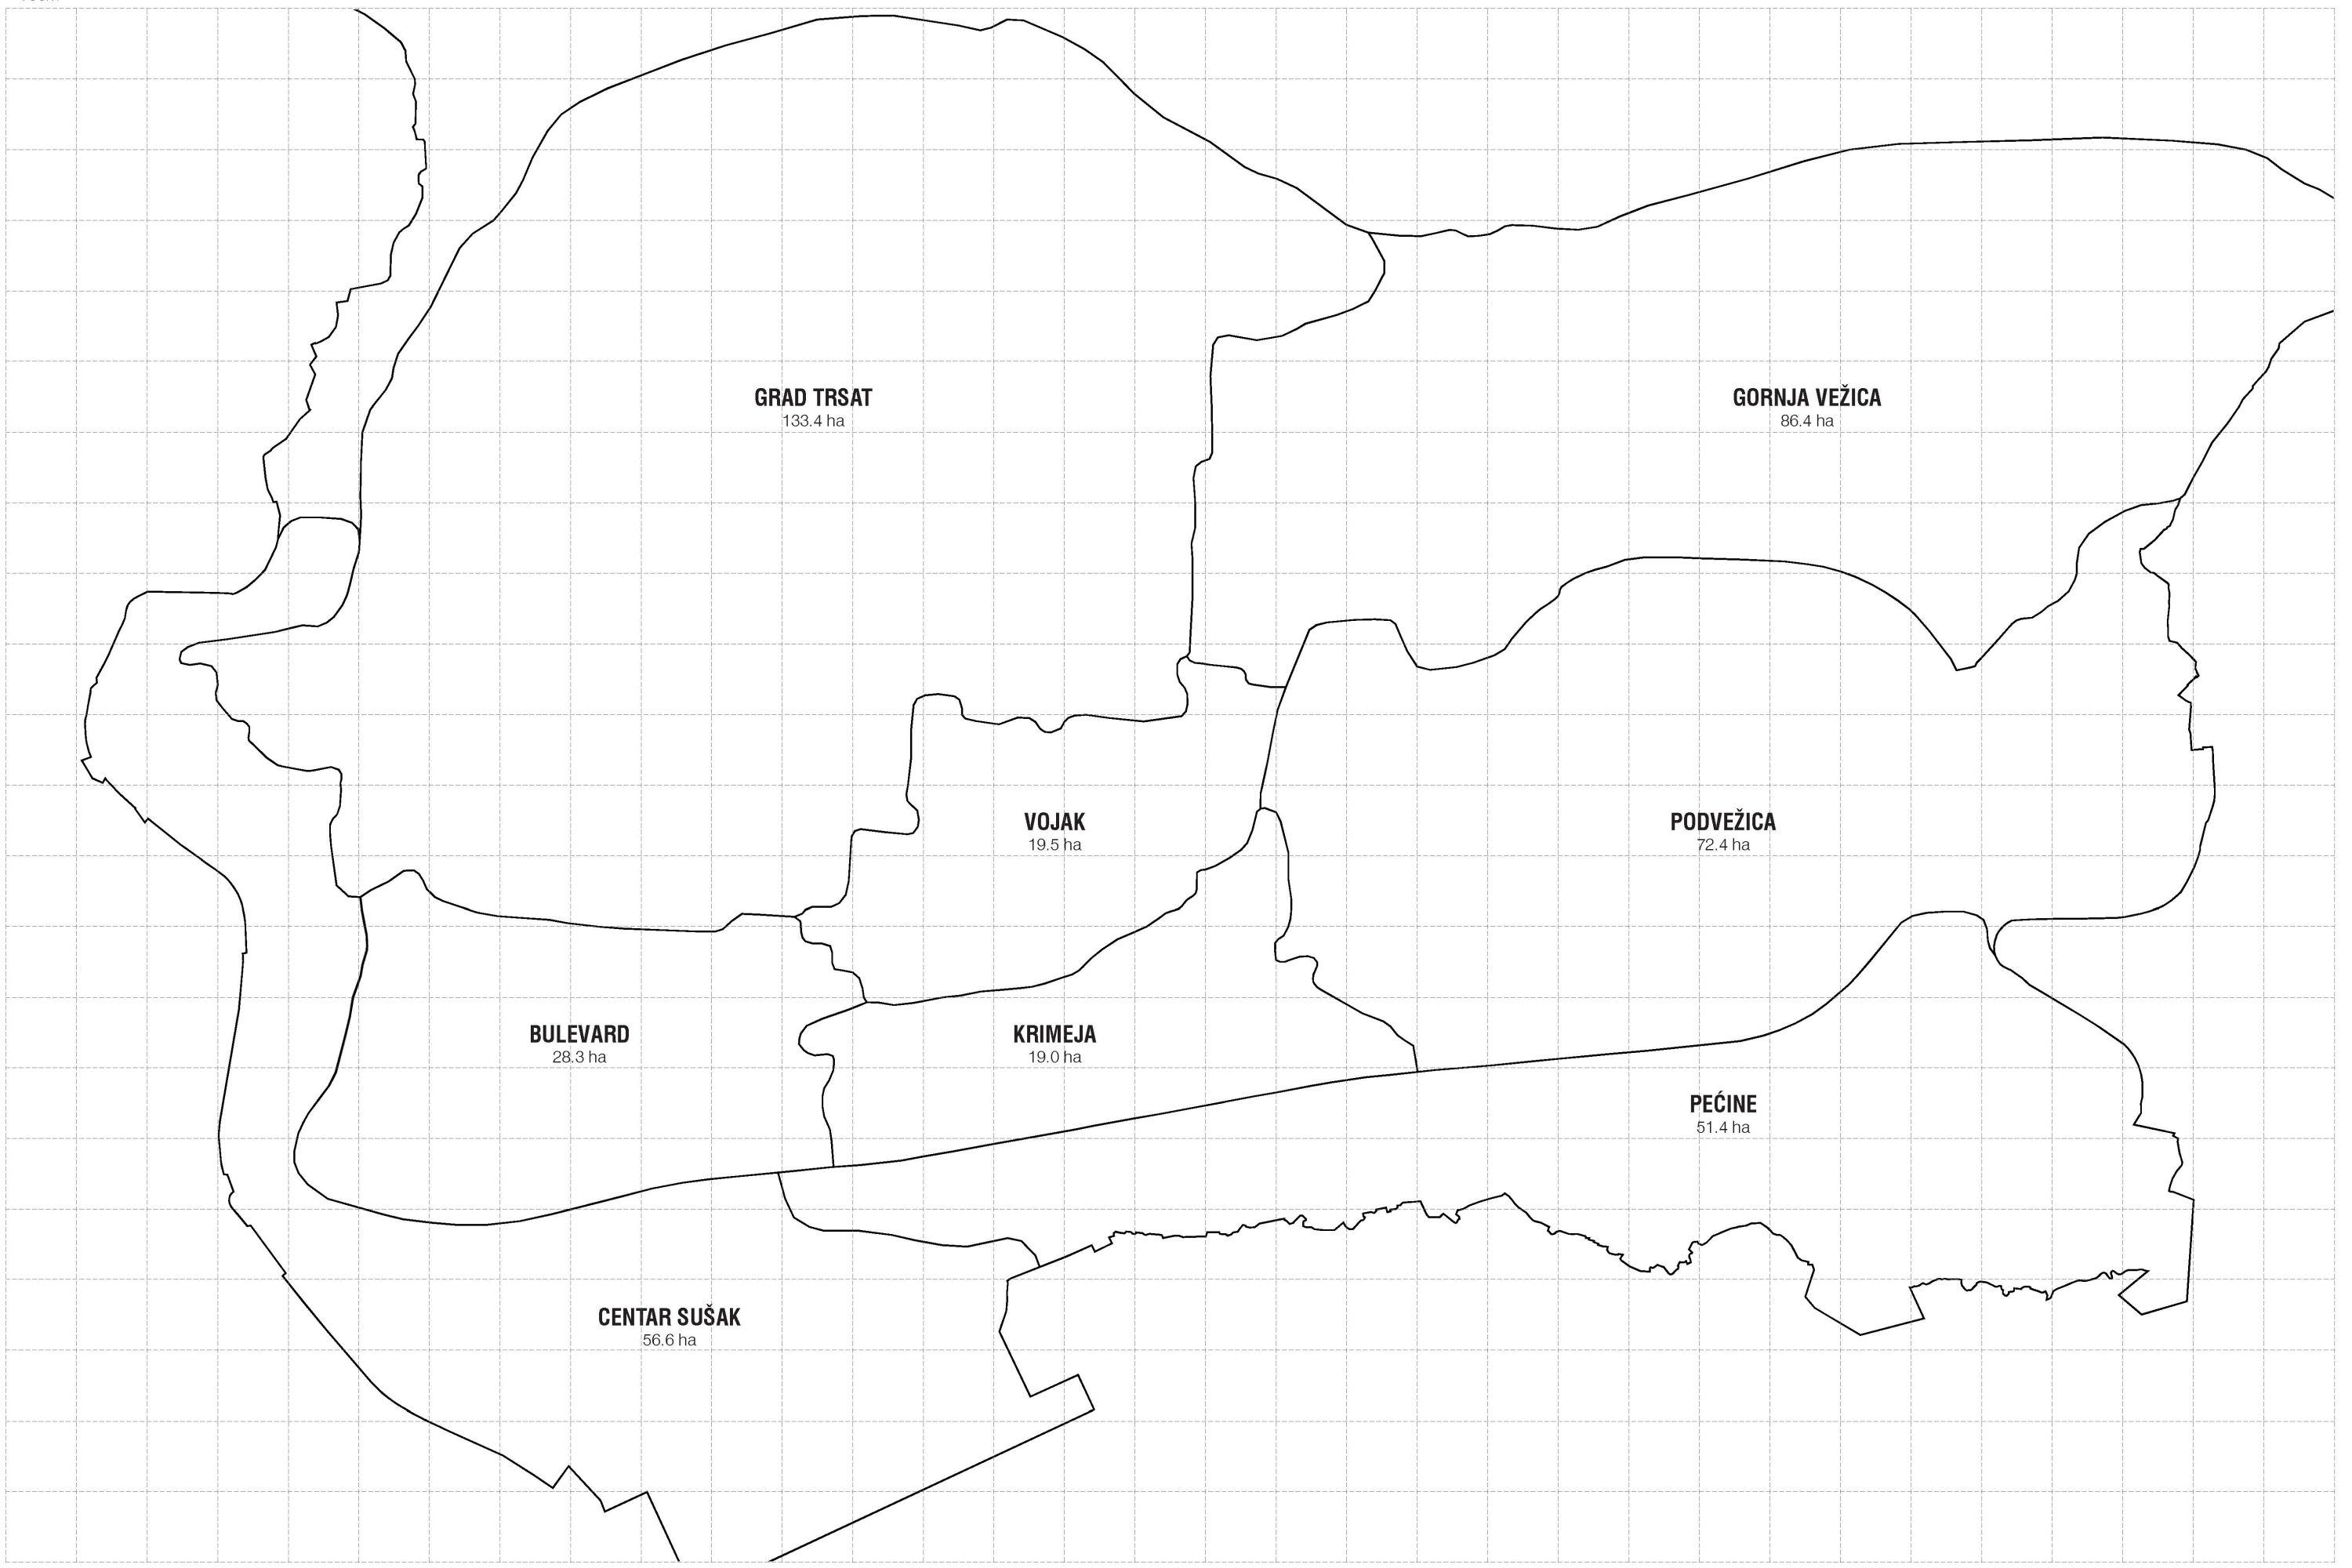 GRAD TRSAT
133.4 ha
GORNJA VEŽICA
86.4 ha
VOJAK
19.5 ha
PODVEŽICA
72.4 ha
BULEVARD
28.3 ha
KRIMEJA
19.0 ha
PEĆINE
51.4 ha
CENTAR SUŠAK
56.6 ha